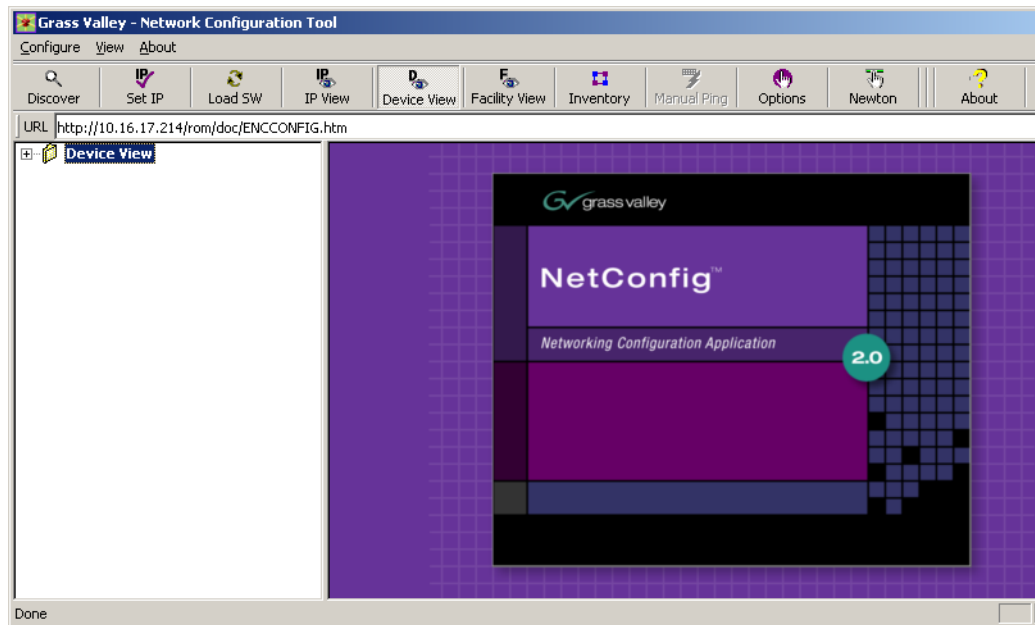 Grass Valley - Network Configuration Tool
Configure View About
Discover Set IP Load SW IP View Device View Facility View Inventory Manual Ping Options Newton About
URL http://10.16.17.214/rom/doc/ENCCONFIG.htm
Device View
grass valley
NetConfig™
Networking Configuration Application
2.0
Done